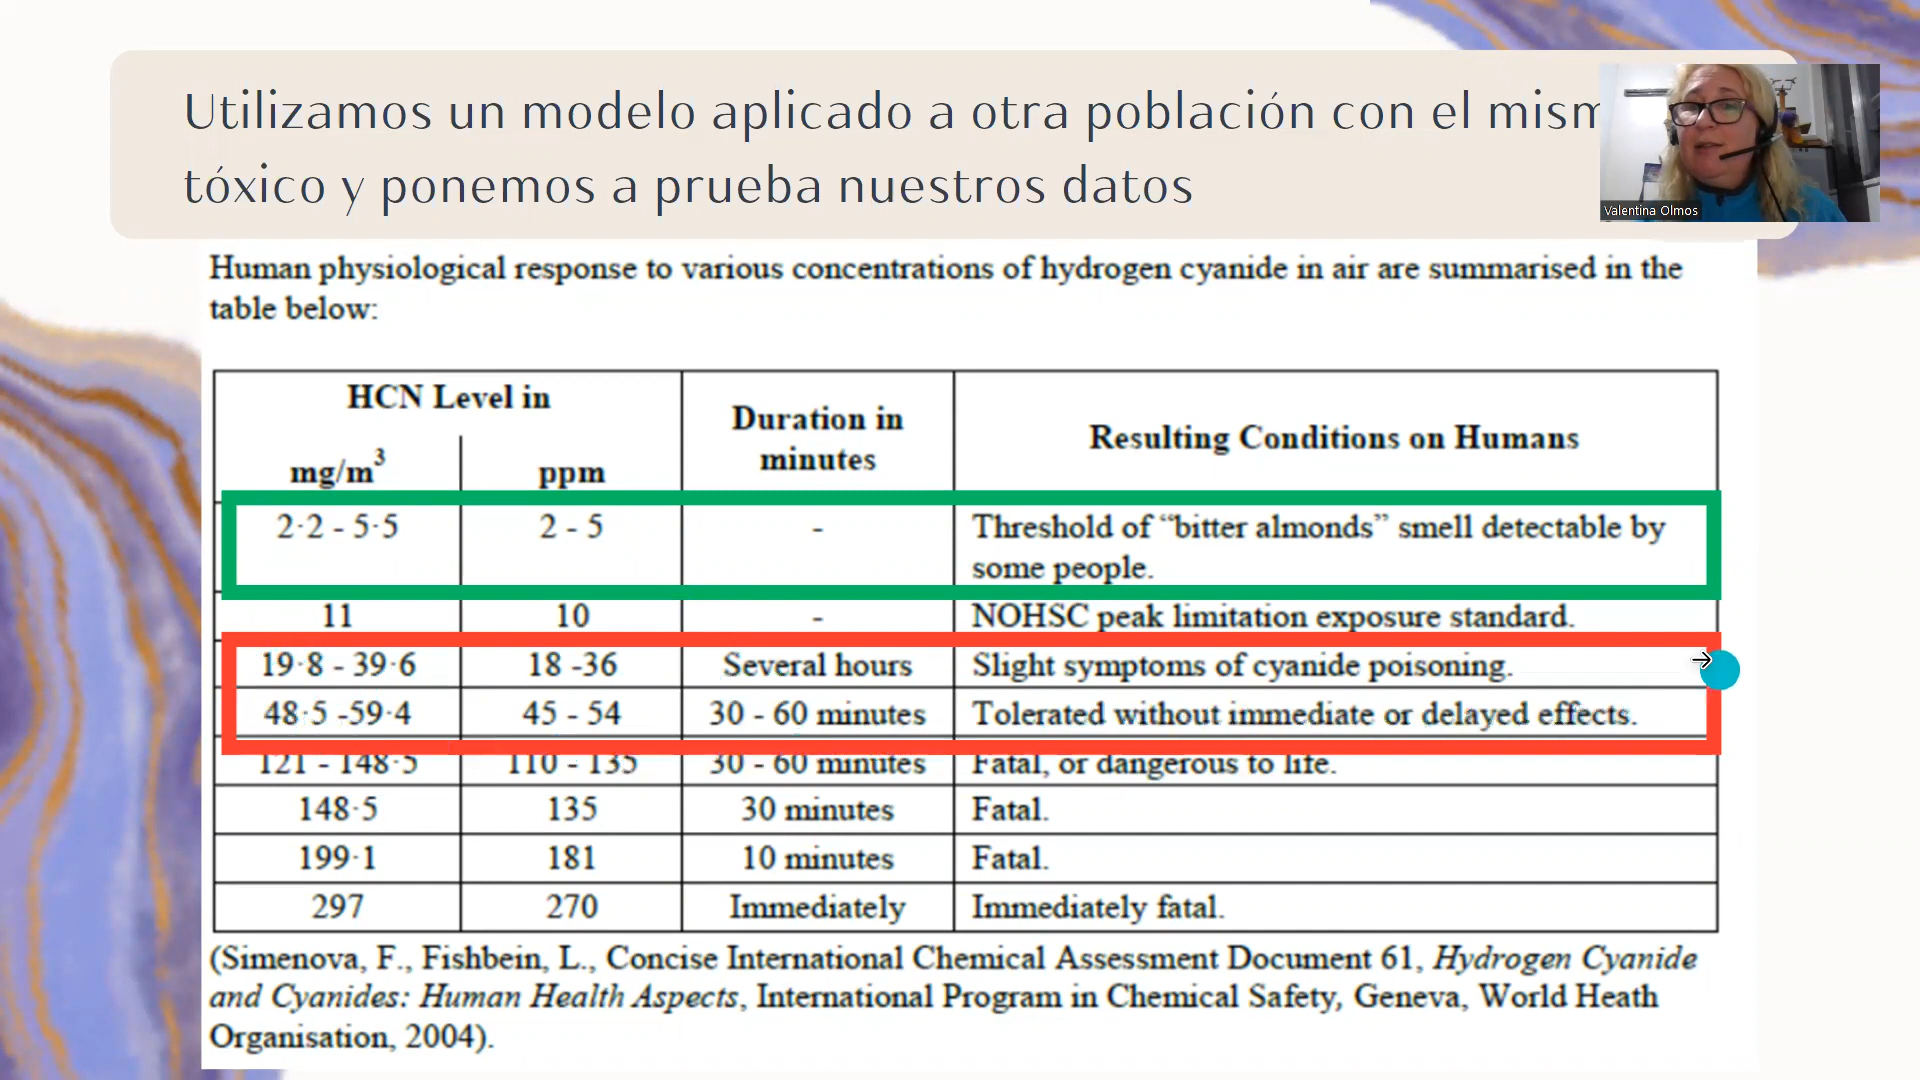 Utilizamos un modelo aplicado a otra población con el mism
tóxico y ponemos a prueba nuestros datos
Valentina Olmos
Human physiological response to various concentrations of hydrogen cyanide in air are summarised in the
table below:
HCN Level in
mg/m³ ppm Duration in minutes Resulting Conditions on Humans
2·2 - 5·5 2 - 5 - Threshold of “bitter almonds” smell detectable by
some people.
11 10 - NOHSC peak limitation exposure standard.
19·8 - 39·6 18 -36 Several hours Slight symptoms of cyanide poisoning.
48·5 -59·4 45 - 54 30 - 60 minutes Tolerated without immediate or delayed effects.
121 - 148·5 110 - 135 30 - 60 minutes Fatal, or dangerous to life.
148·5 135 30 minutes Fatal.
199·1 181 10 minutes Fatal.
297 270 Immediately Immediately fatal.
(Simenova, F., Fishbein, L., Concise International Chemical Assessment Document 61, Hydrogen Cyanide
and Cyanides: Human Health Aspects, International Program in Chemical Safety, Geneva, World Heath
Organisation, 2004).